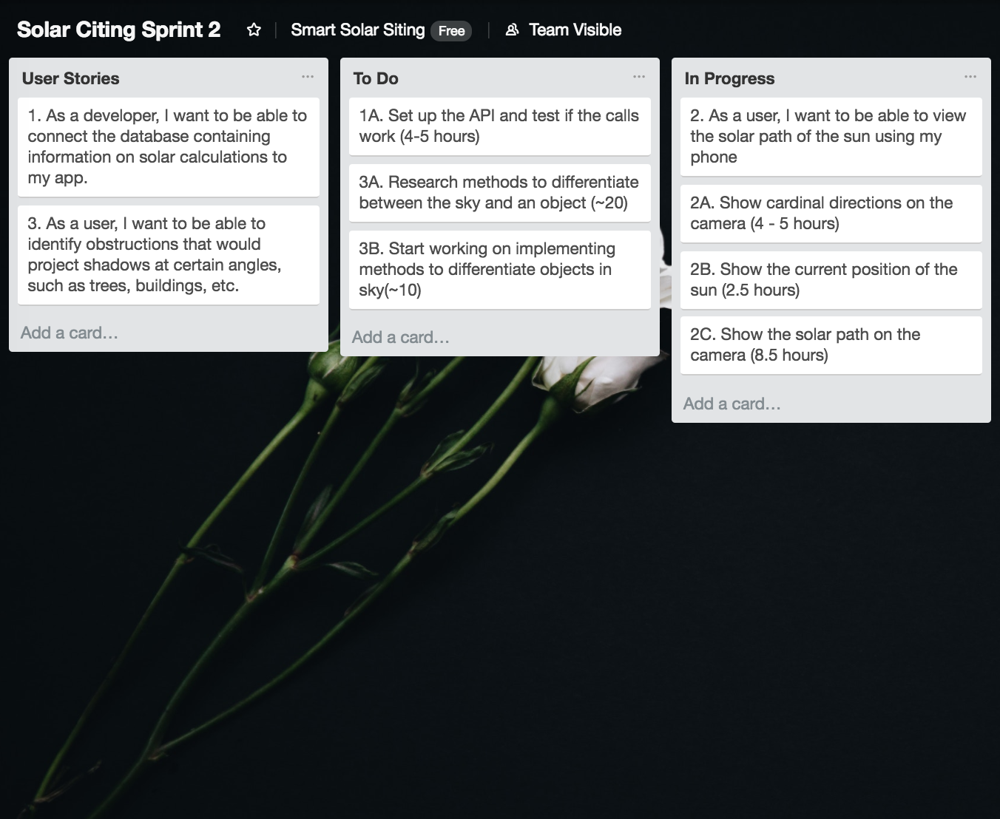 Solar Citing Sprint 2
Smart Solar Siting Free
Team Visible
User Stories
1. As a developer, I want to be able to
connect the database containing
information on solar calculations to
my app.
3. As a user, I want to be able to
identify obstructions that would
project shadows at certain angles,
such as trees, buildings, etc.
Add a card…
To Do
1A. Set up the API and test if the calls
work (4-5 hours)
3A. Research methods to differentiate
between the sky and an object (~20)
3B. Start working on implementing
methods to differentiate objects in
sky(~10)
Add a card…
In Progress
2. As a user, I want to be able to view
the solar path of the sun using my
phone
2A. Show cardinal directions on the
camera (4 - 5 hours)
2B. Show the current position of the
sun (2.5 hours)
2C. Show the solar path on the
camera (8.5 hours)
Add a card…